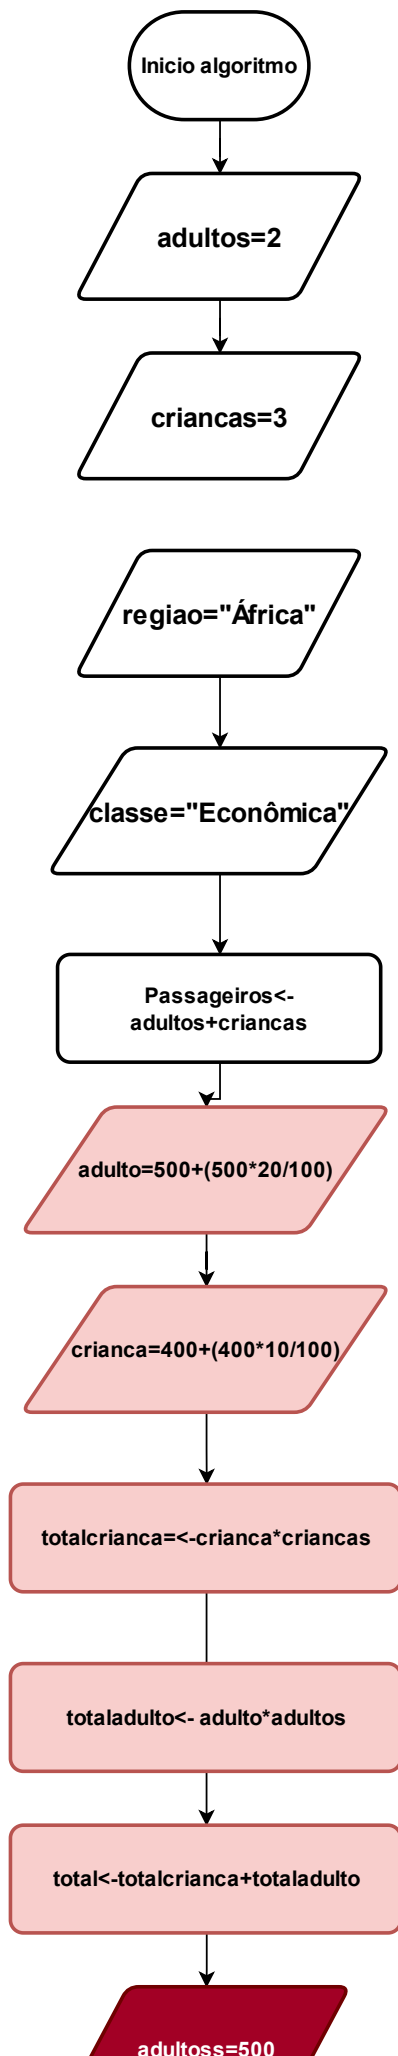 Inicio algoritmo
adultos=2
criancas=3
regiao="África"
classe="Econômica"
Passageiros<-
adultos+criancas
adulto=500+(500*20/100)
crianca=400+(400*10/100)
totalcrianca=<-crianca*criancas
totaladulto<- adulto*adultos
total<-totalcrianca+totaladulto
adultoss=500